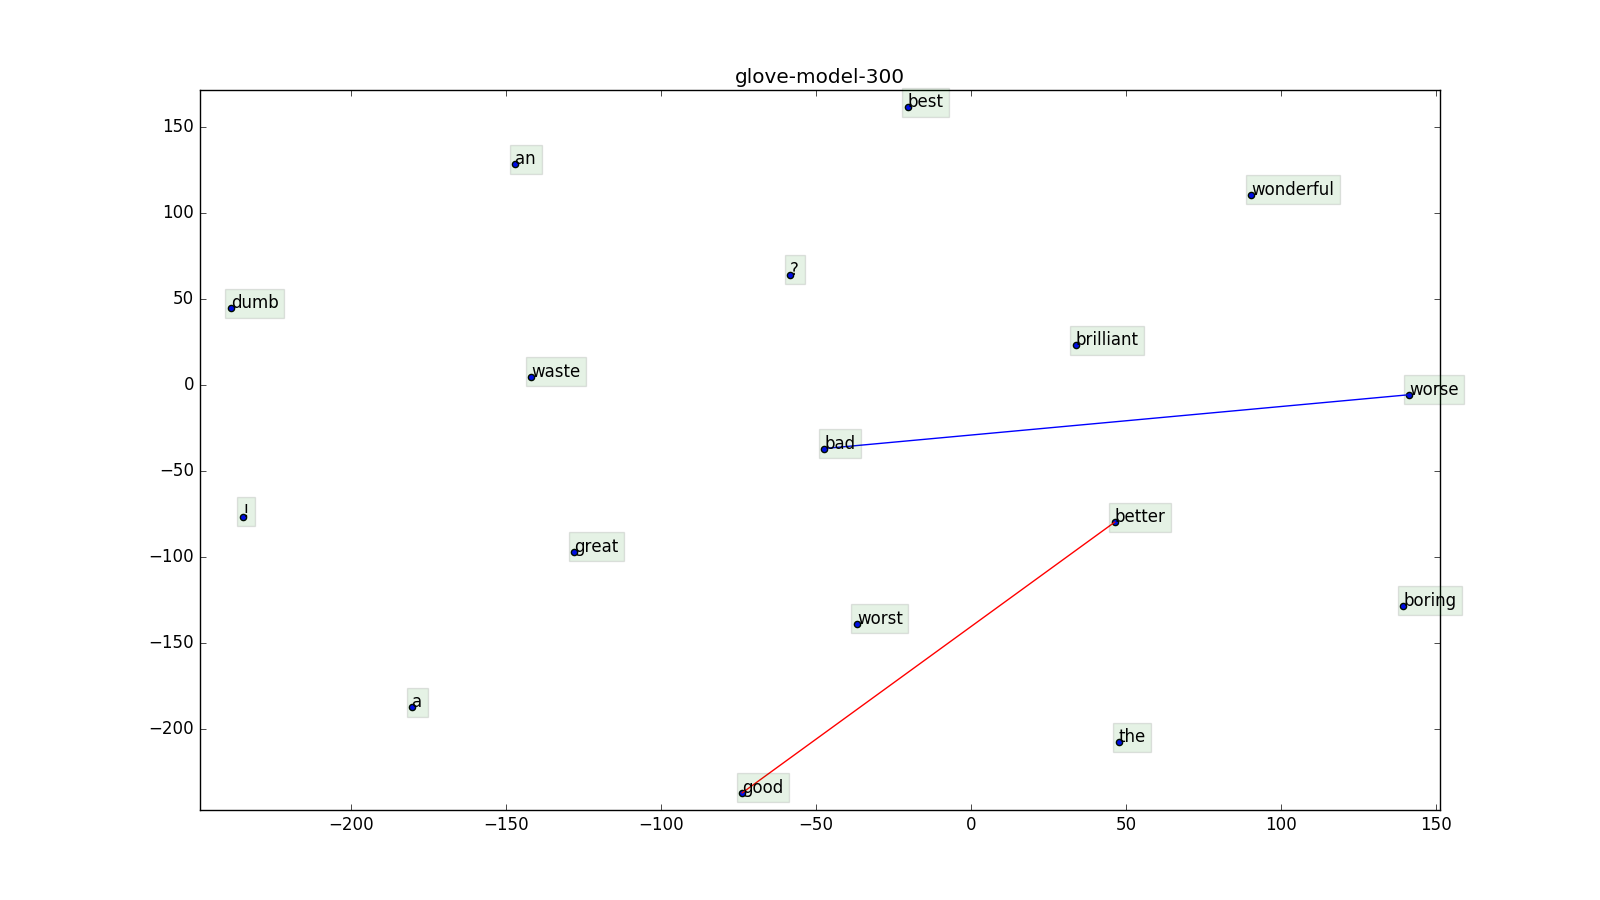 glove-model-300
best
150
an
wonderful
100
?
50
dumb
brilliant
waste
0
worse
bad
−50
!
better
great
−100
boring
worst
−150
a
−200
the
good
−200
−150
−100
−50
0
50
100
150